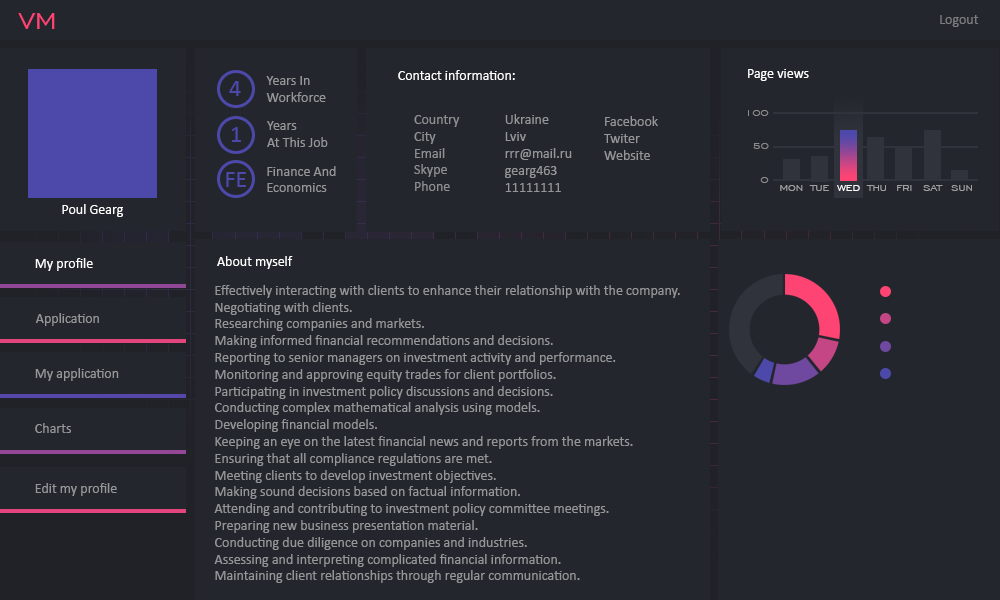 VM
Logout
Poul Gearg
My profile
Application
My application
Charts
Edit my profile
4
Years In
Workforce
1
Years
At This Job
FE
Finance And
Economics
Contact information:
Country
City
Email
Skype
Phone
Ukraine
Lviv
rrr@mail.ru
gearg463
11111111
Facebook
Twiter
Website
Page views
100
50
0
MON TUE WED THU FRI SAT SUN
About myself
Effectively interacting with clients to enhance their relationship with the company.
Negotiating with clients.
Researching companies and markets.
Making informed financial recommendations and decisions.
Reporting to senior managers on investment activity and performance.
Monitoring and approving equity trades for client portfolios.
Participating in investment policy discussions and decisions.
Conducting complex mathematical analysis using models.
Developing financial models.
Keeping an eye on the latest financial news and reports from the markets.
Ensuring that all compliance regulations are met.
Meeting clients to develop investment objectives.
Making sound decisions based on factual information.
Attending and contributing to investment policy committee meetings.
Preparing new business presentation material.
Conducting due diligence on companies and industries.
Assessing and interpreting complicated financial information.
Maintaining client relationships through regular communication.